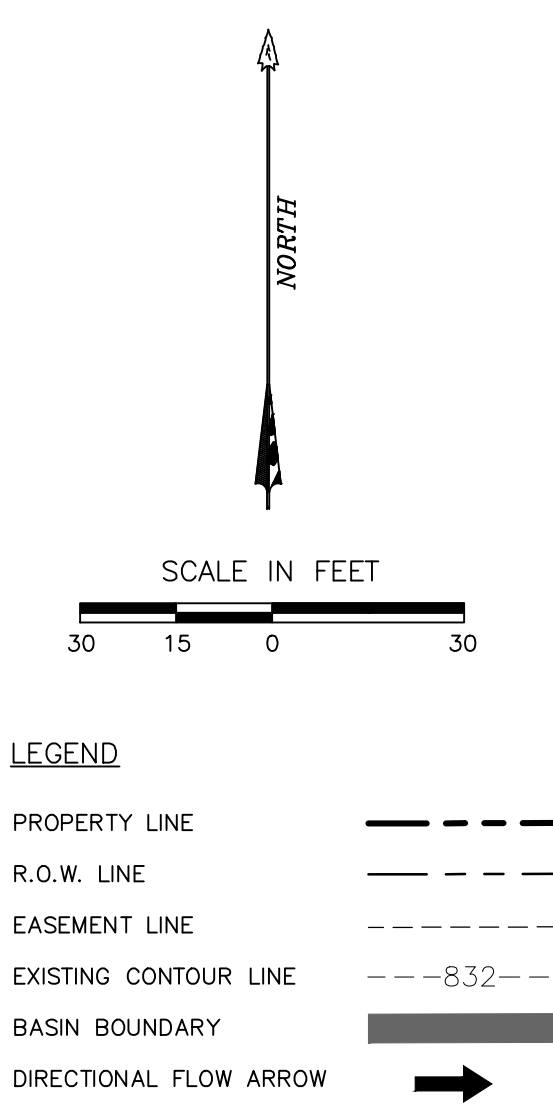 NORTH
SCALE IN FEET
30 15 0 30
LEGEND
PROPERTY LINE
R.O.W. LINE
EASEMENT LINE
EXISTING CONTOUR LINE 832
BASIN BOUNDARY
DIRECTIONAL FLOW ARROW